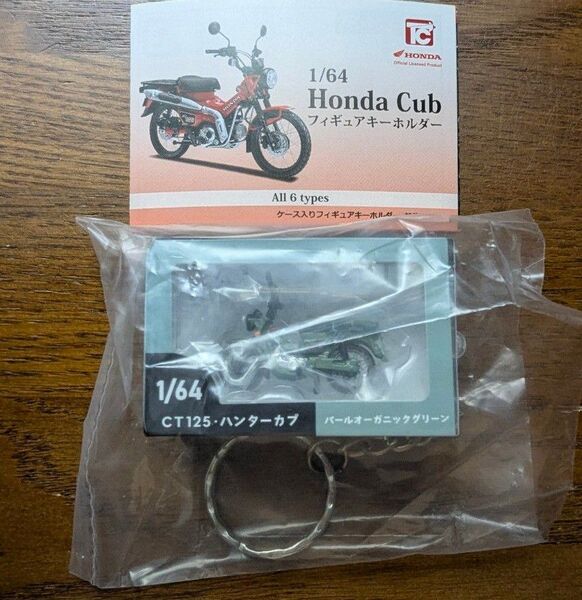 TC
HONDA
Official Licensed Product
1/64
Honda Cub
フィギュアキーホルダー
All 6 types
ケース入りフィギュアキーホルダー
1/64
CT125・ハンターカブ
パールオーガニックグリーン